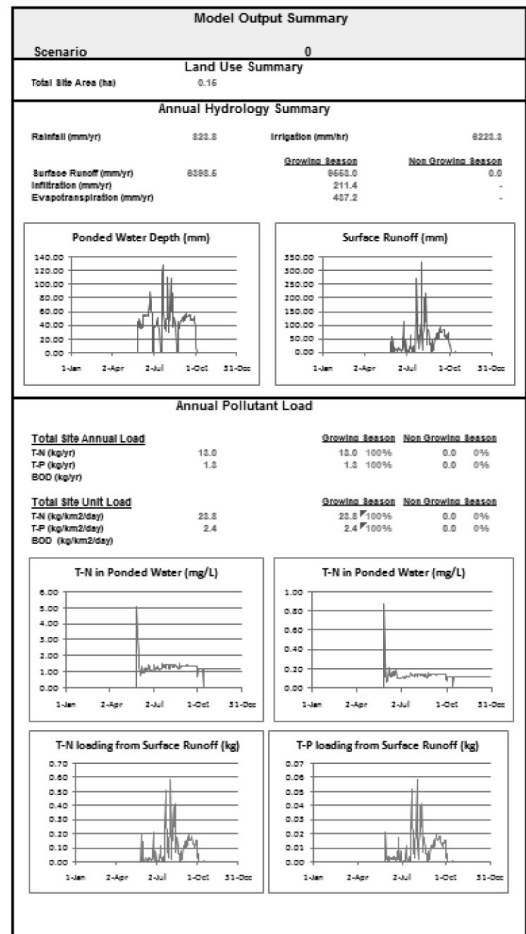 Model Output Summary
Scenario 0
Land Use Summary
Total Site Area (ha) 0.15
Annual Hydrology Summary
Rainfall (mm/yr) 823.8 Irrigation (mm/hr) 6223.3
Growing Season Non Growing Season
Surface Runoff (mm/yr) 6398.5 9553.0 0.0
Infiltration (mm/yr) 211.4 -
Evapotranspiration (mm/yr) 437.2 -
Ponded Water Depth (mm)
140.00
120.00
100.00
80.00
60.00
40.00
20.00
0.00
1-Jan 2-Apr 2-Jul 1-Oct 31-Dec
Surface Runoff (mm)
350.00
300.00
250.00
200.00
150.00
100.00
50.00
0.00
1-Jan 2-Apr 2-Jul 1-Oct 31-Dec
Annual Pollutant Load
Total Site Annual Load Growing Season Non Growing Season
T-N (kg/yr) 13.0 13.0 100% 0.0 0%
T-P (kg/yr) 1.3 1.3 100% 0.0 0%
BOD (kg/yr)
Total Site Unit Load Growing Season Non Growing Season
T-N (kg/km2/day) 23.8 23.8 100% 0.0 0%
T-P (kg/km2/day) 2.4 2.4 100% 0.0 0%
BOD (kg/km2/day)
T-N in Ponded Water (mg/L)
6.00
5.00
4.00
3.00
2.00
1.00
0.00
1-Jan 2-Apr 2-Jul 1-Oct 31-Dec
T-N in Ponded Water (mg/L)
1.00
0.80
0.60
0.40
0.20
0.00
1-Jan 2-Apr 2-Jul 1-Oct 31-Dec
T-N loading from Surface Runoff (kg)
0.70
0.60
0.50
0.40
0.30
0.20
0.10
0.00
1-Jan 2-Apr 2-Jul 1-Oct 31-Dec
T-P loading from Surface Runoff (kg)
0.07
0.06
0.05
0.04
0.03
0.02
0.01
0.00
1-Jan 2-Apr 2-Jul 1-Oct 31-Dec